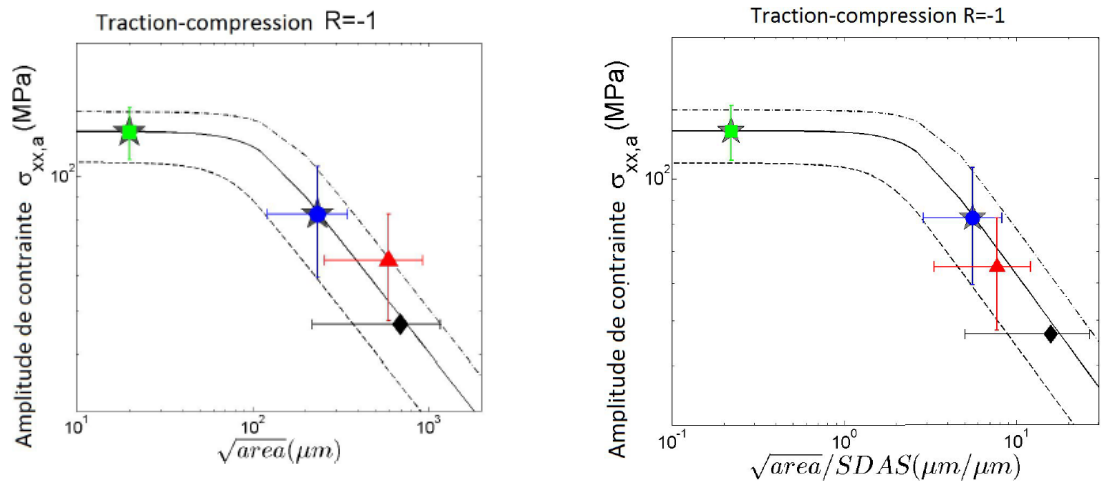 Traction-compression R=-1
Amplitude de contrainte σxx,a (MPa)
10²
10¹ 10² 10³
√area(μm)
Traction-compression R=-1
Amplitude de contrainte σxx,a (MPa)
10²
10⁻¹ 10⁰ 10¹
√area/SDAS(μm/μm)